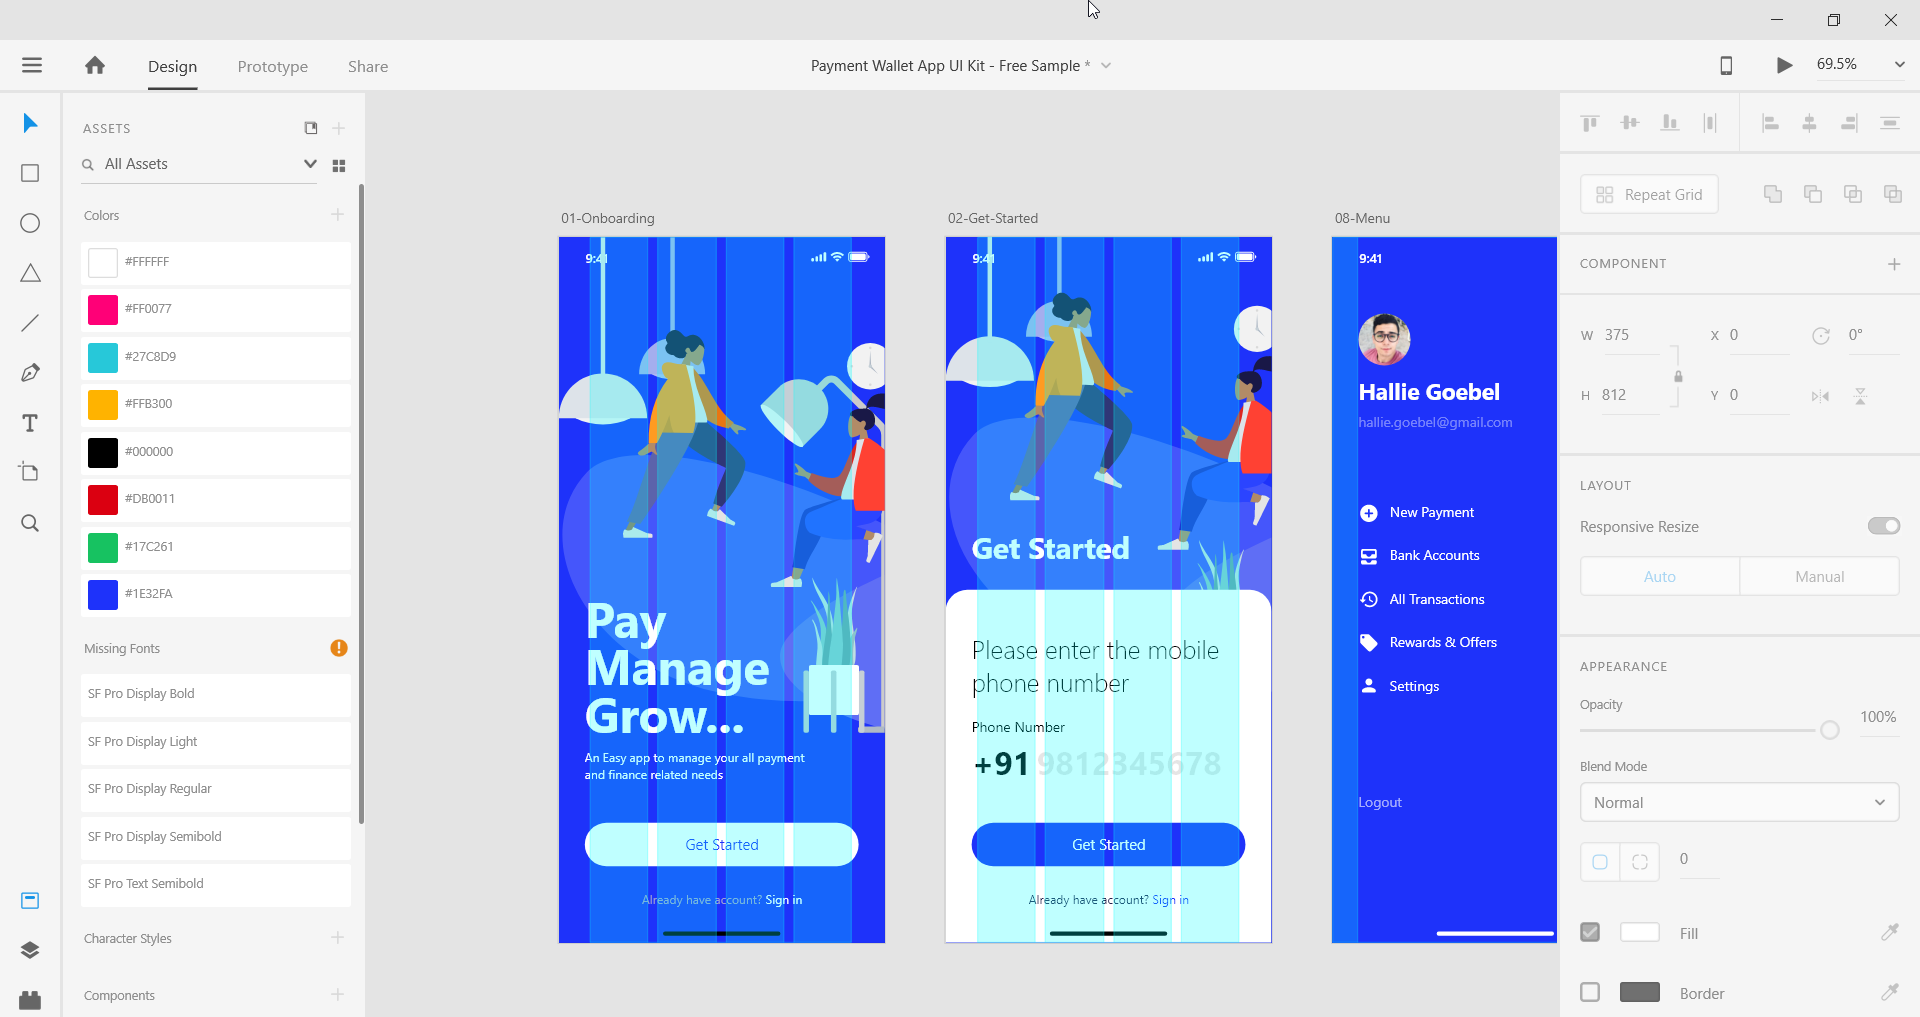 Design
Prototype
Share
Payment Wallet App UI Kit - Free Sample *
69.5%
ASSETS
All Assets
Colors
#FFFFFF
#FF0077
#27C8D9
#FFB300
#000000
#DB0011
#17C261
#1E32FA
Missing Fonts
SF Pro Display Bold
SF Pro Display Light
SF Pro Display Regular
SF Pro Display Semibold
SF Pro Text Semibold
Character Styles
Components
01-Onboarding
9:41
Pay
Manage
Grow...
An Easy app to manage your all payment
and finance related needs
Get Started
Already have account? Sign in
02-Get-Started
9:41
Get Started
Please enter the mobile
phone number
Phone Number
+91 9812345678
Get Started
Already have account? Sign in
08-Menu
9:41
Hallie Goebel
hallie.goebel@gmail.com
New Payment
Bank Accounts
All Transactions
Rewards & Offers
Settings
Logout
Repeat Grid
COMPONENT
W 375
X 0
0°
H 812
Y 0
LAYOUT
Responsive Resize
Auto
Manual
APPEARANCE
Opacity
100%
Blend Mode
Normal
0
Fill
Border